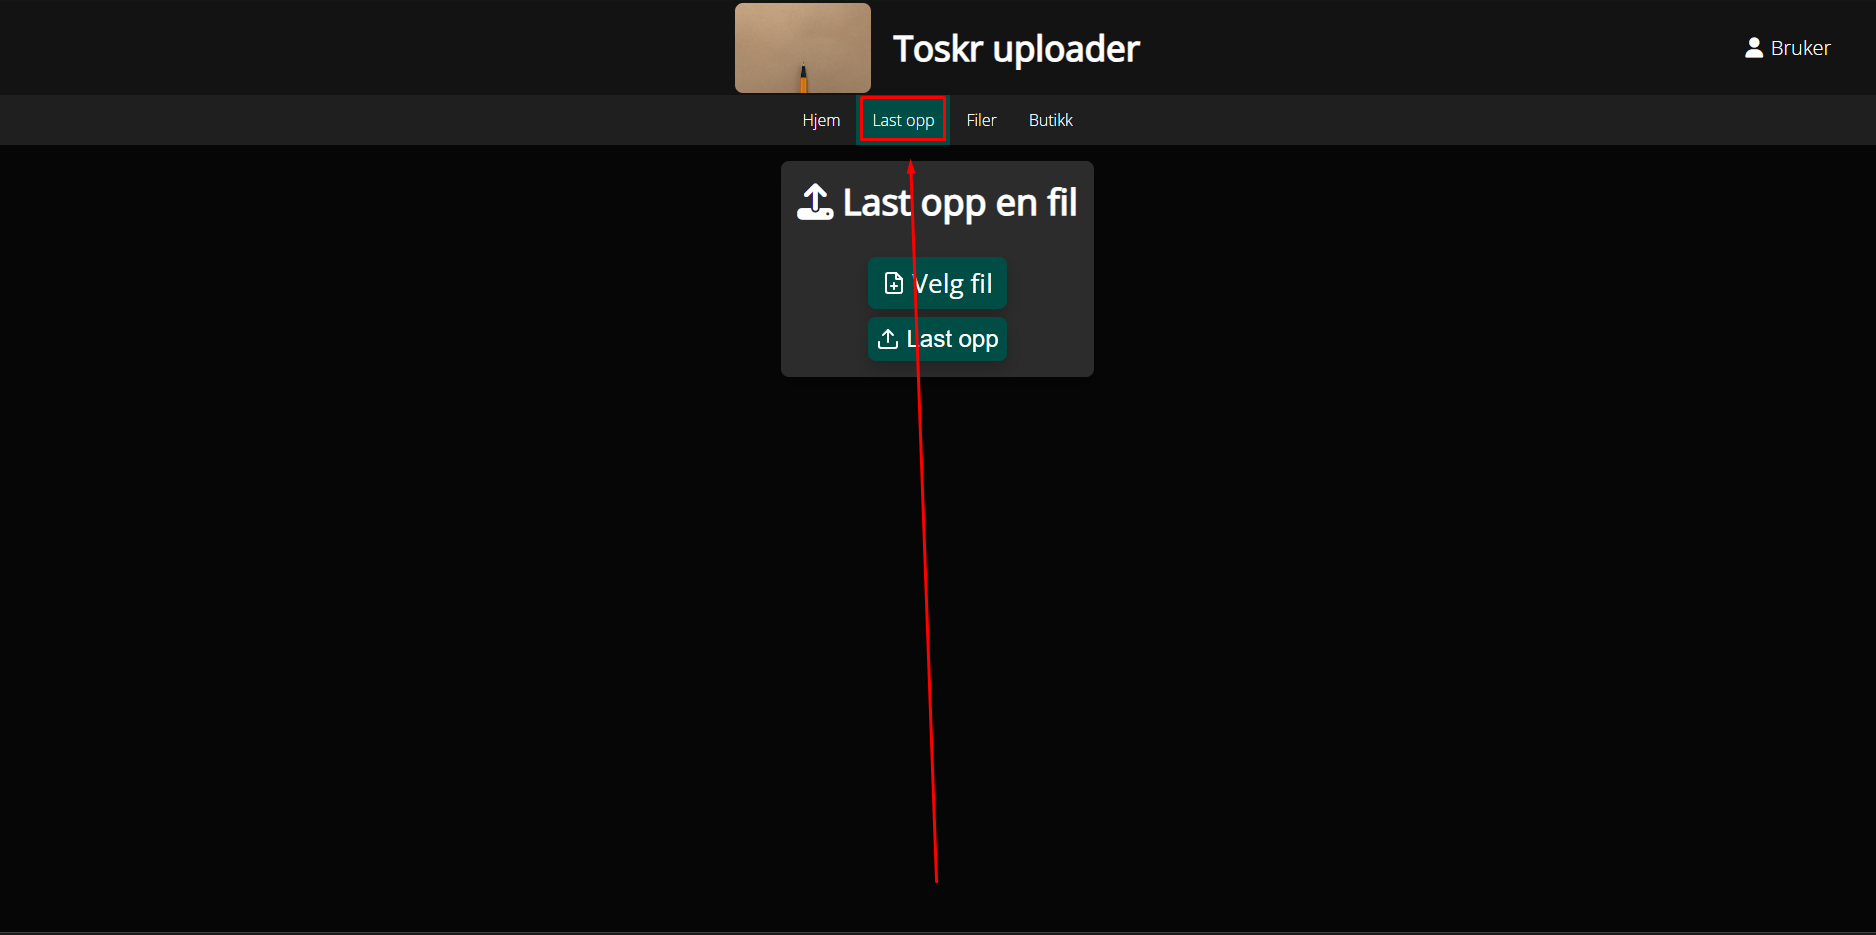 Toskr uploader
Bruker
Hjem Last opp Filer Butikk
Last opp en fil
Velg fil
Last opp